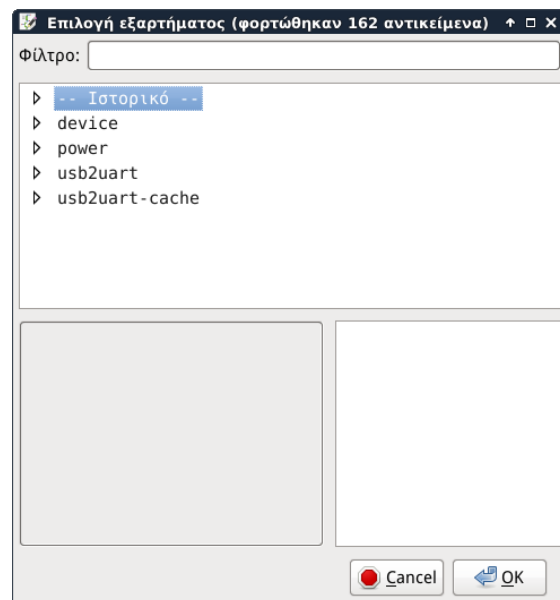 Επιλογή εξαρτήματος (φορτώθηκαν 162 αντικείμενα)
Φίλτρο:
-- Ιστορικό --
device
power
usb2uart
usb2uart-cache
Cancel
OK